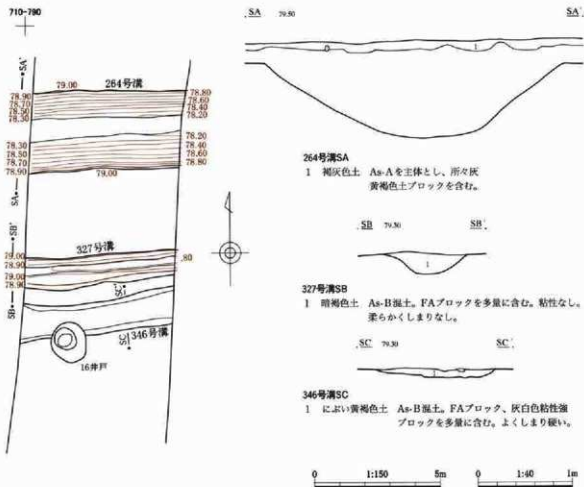 710-790
SA'
79.00
264号溝
78.90
78.70
78.50
78.30
78.80
78.60
78.40
78.20
78.30
78.50
78.70
78.90
79.00
78.20
78.40
78.60
78.80
SA
SB'
327号溝
79.00
78.90
79.00
78.90
.80
SC'
SB
SC
346号溝
16井戸
SA 79.50 SA'
1
264号溝SA
1 褐灰色土 As-Aを主体とし、所々灰
黄褐色土ブロックを含む。
SB 79.30 SB'
1
327号溝SB
1 暗褐色土 As-B混土。FAブロックを多量に含む。粘性なし。
柔らかくしまりなし。
SC 79.30 SC'
1
346号溝SC
1 にぶい黄褐色土 As-B混土。FAブロック、灰白色粘性強
ブロックを多量に含む。よくしまり硬い。
0 1:150 5m
0 1:40 1m